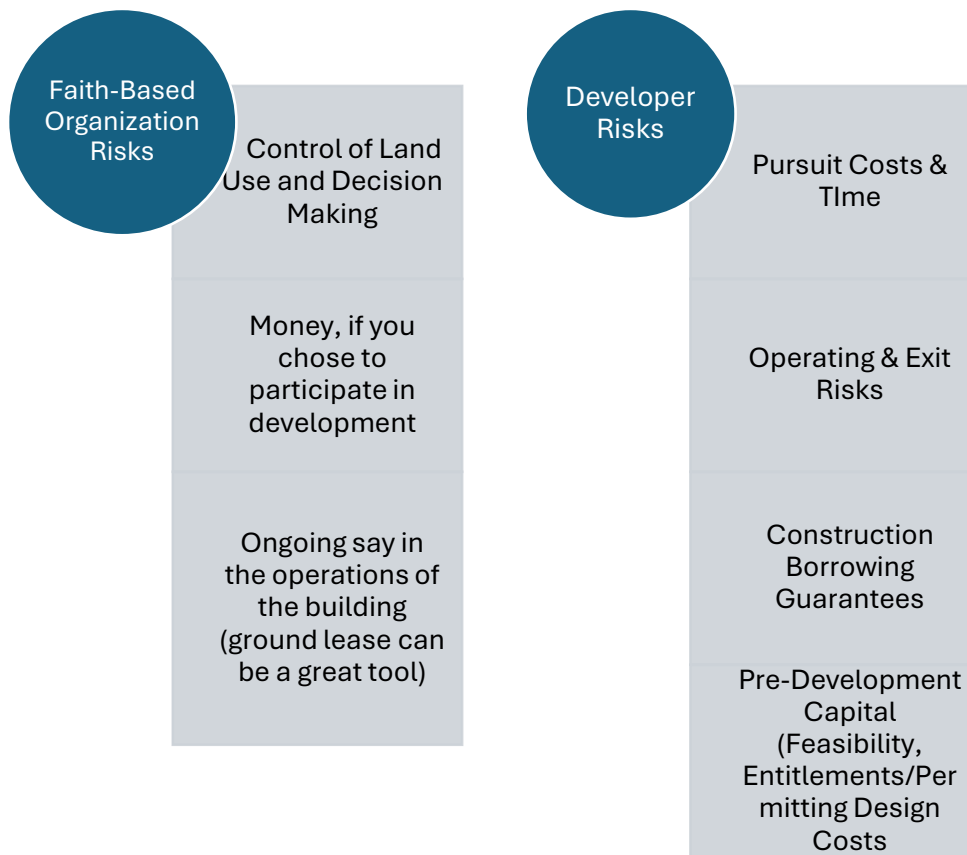 Faith-Based
Organization
Risks
Control of Land
Use and Decision
Making
Money, if you
chose to
participate in
development
Ongoing say in
the operations of
the building
(ground lease can
be a great tool)
Developer
Risks
Pursuit Costs &
TIme
Operating & Exit
Risks
Construction
Borrowing
Guarantees
Pre-Development
Capital
(Feasibility,
Entitlements/Per
mitting Design
Costs